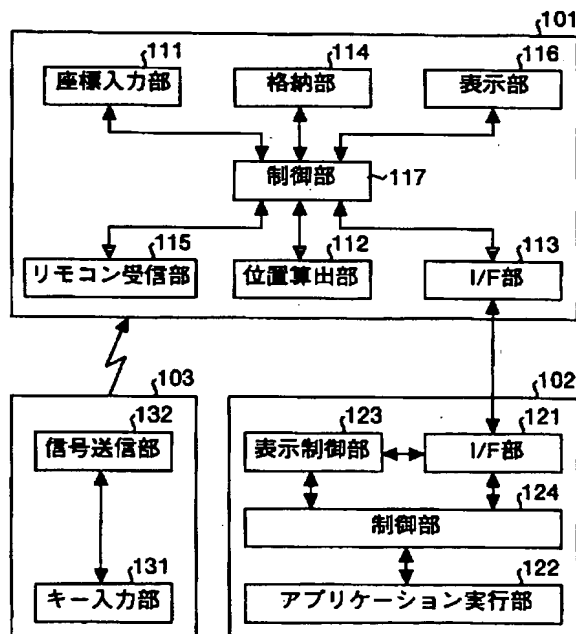 101
111
114
116
座標入力部
格納部
表示部
制御部
117
115
112
113
リモコン受信部
位置算出部
I/F部
103
102
132
123
121
信号送信部
表示制御部
I/F部
124
制御部
131
122
キー入力部
アプリケーション実行部